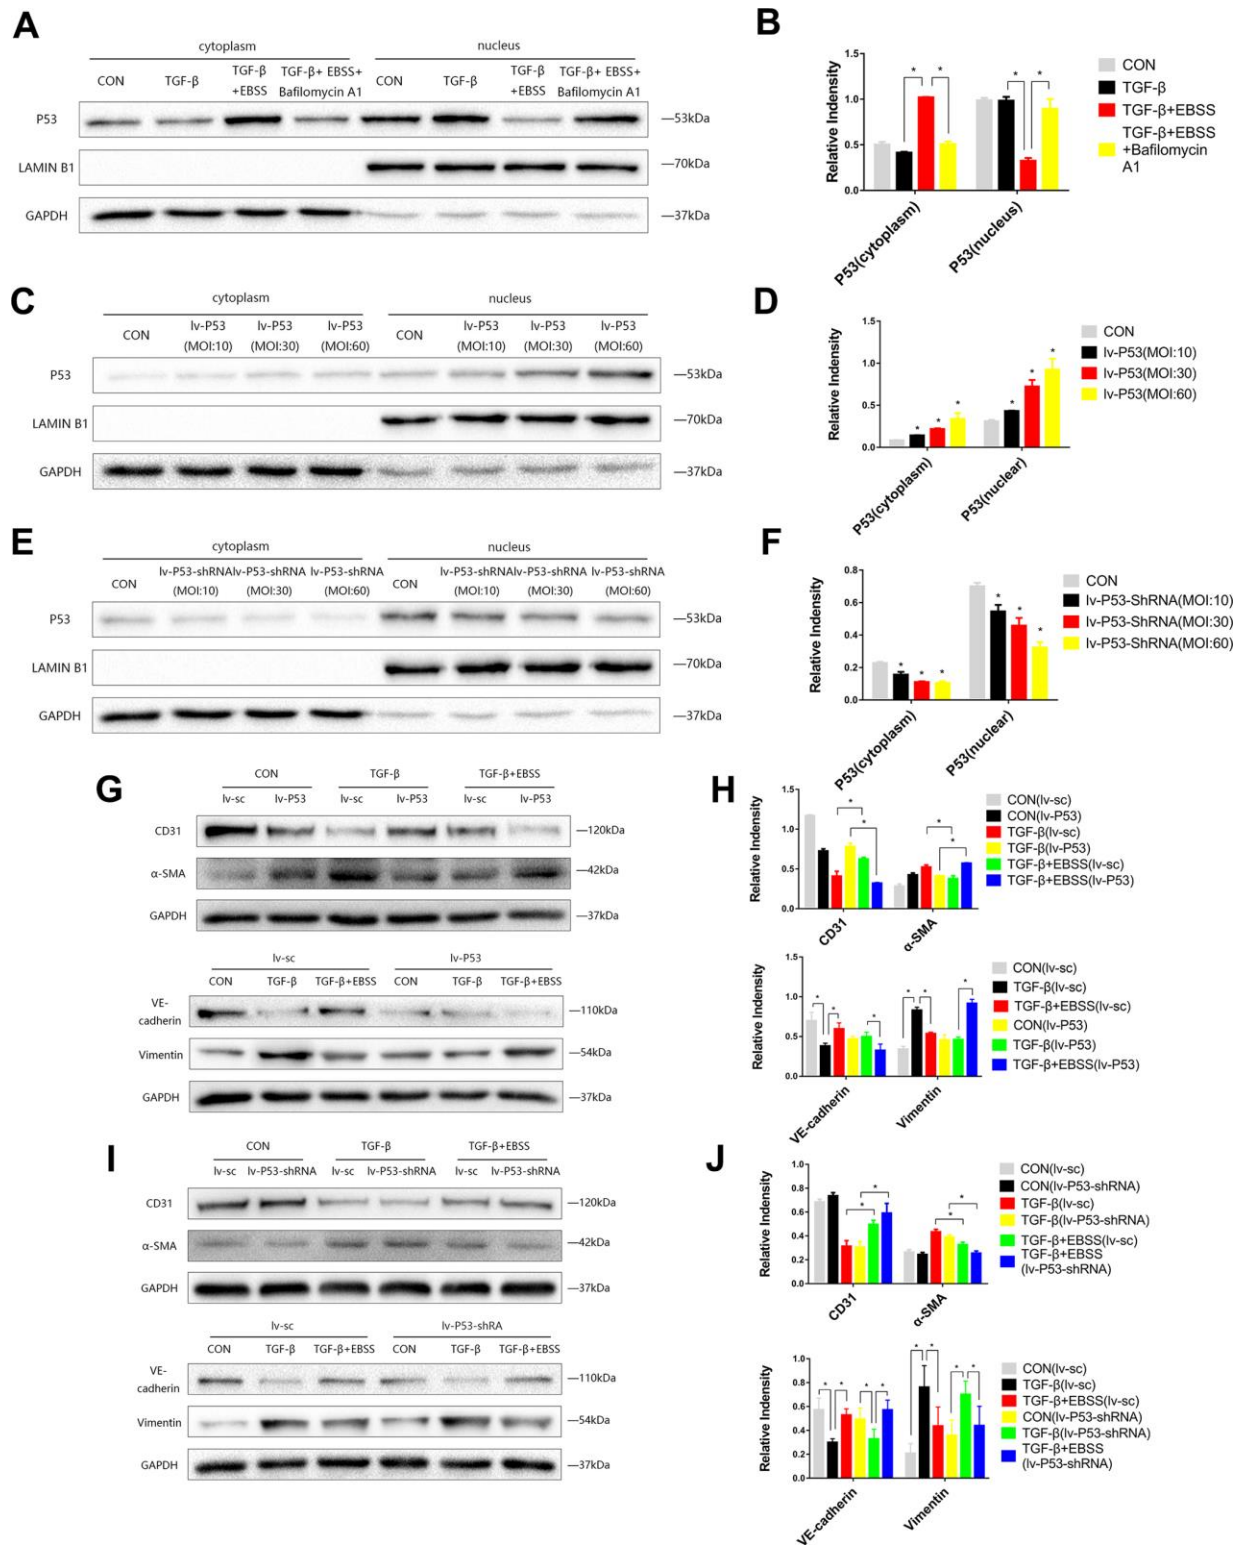 A
cytoplasm
nucleus
CON
TGF-β
TGF-β
+EBSS
TGF-β+ EBSS+
Bafilomycin A1
CON
TGF-β
TGF-β
+EBSS
TGF-β+ EBSS+
Bafilomycin A1
P53
—53kDa
LAMIN B1
—70kDa
GAPDH
—37kDa
B
Relative Indensity
1.5
1.0
0.5
0.0
* * * *
P53(cytoplasm)
P53(nucleus)
CON
TGF-β
TGF-β+EBSS
TGF-β+EBSS
+Bafilomycin
A1
C
cytoplasm
nucleus
CON
lv-P53
(MOI:10)
lv-P53
(MOI:30)
lv-P53
(MOI:60)
CON
lv-P53
(MOI:10)
lv-P53
(MOI:30)
lv-P53
(MOI:60)
P53
—53kDa
LAMIN B1
—70kDa
GAPDH
—37kDa
D
Relative Indensity
1.5
1.0
0.5
0.0
* * * * * *
P53(cytoplasm)
P53(nuclear)
CON
lv-P53(MOI:10)
lv-P53(MOI:30)
lv-P53(MOI:60)
E
cytoplasm
nucleus
CON
lv-P53-shRNA
(MOI:10)
lv-P53-shRNA
(MOI:30)
lv-P53-shRNA
(MOI:60)
CON
lv-P53-shRNA
(MOI:10)
lv-P53-shRNA
(MOI:30)
lv-P53-shRNA
(MOI:60)
P53
—53kDa
LAMIN B1
—70kDa
GAPDH
—37kDa
F
Relative Indensity
0.8
0.6
0.4
0.2
0.0
* * * * * *
P53(cytoplasm)
P53(nuclear)
CON
lv-P53-ShRNA(MOI:10)
lv-P53-ShRNA(MOI:30)
lv-P53-ShRNA(MOI:60)
G
CON TGF-β TGF-β+EBSS
lv-sc lv-P53 lv-sc lv-P53 lv-sc lv-P53
CD31
—120kDa
α-SMA
—42kDa
GAPDH
—37kDa
lv-sc lv-P53
CON TGF-β TGF-β+EBSS CON TGF-β TGF-β+EBSS
VE-
cadherin
—110kDa
Vimentin
—54kDa
GAPDH
—37kDa
H
Relative Indensity
1.5
1.0
0.5
0.0
* * * *
CD31
α-SMA
CON(lv-sc)
CON(lv-P53)
TGF-β(lv-sc)
TGF-β(lv-P53)
TGF-β+EBSS(lv-sc)
TGF-β+EBSS(lv-P53)
Relative Indensity
1.5
1.0
0.5
0.0
* * * * * *
VE-cadherin
Vimentin
CON(lv-sc)
TGF-β(lv-sc)
TGF-β+EBSS(lv-sc)
CON(lv-P53)
TGF-β(lv-P53)
TGF-β+EBSS(lv-P53)
I
CON TGF-β TGF-β+EBSS
lv-sc lv-P53-shRNA lv-sc lv-P53-shRNA lv-sc lv-P53-shRNA
CD31
—120kDa
α-SMA
—42kDa
GAPDH
—37kDa
lv-sc lv-P53-shRA
CON TGF-β TGF-β+EBSS CON TGF-β TGF-β+EBSS
VE-
cadherin
—110kDa
Vimentin
—54kDa
GAPDH
—37kDa
J
Relative Indensity
1.0
0.8
0.6
0.4
0.2
0.0
* * * *
CD31
α-SMA
CON(lv-sc)
CON(lv-P53-shRNA)
TGF-β(lv-sc)
TGF-β(lv-P53-shRNA)
TGF-β+EBSS(lv-sc)
TGF-β+EBSS
(lv-P53-shRNA)
Relative Indensity
1.0
0.8
0.6
0.4
0.2
0.0
* * * * * * * *
VE-cadherin
Vimentin
CON(lv-sc)
TGF-β(lv-sc)
TGF-β+EBSS(lv-sc)
CON(lv-P53-shRNA)
TGF-β(lv-P53-shRNA)
TGF-β+EBSS
(lv-P53-shRNA)